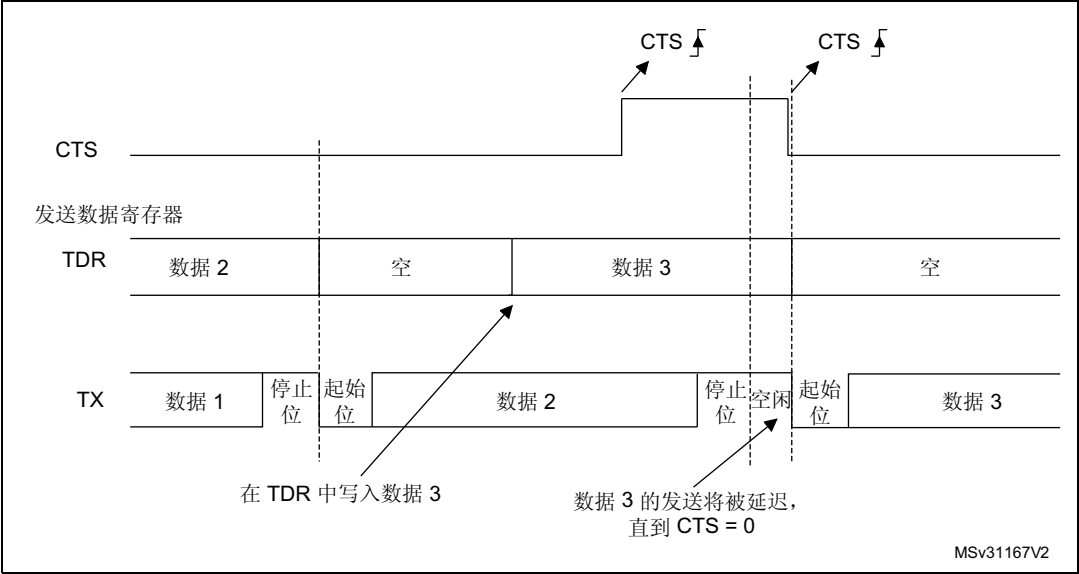 CTS
CTS
CTS
发送数据寄存器
TDR
数据 2
空
数据 3
空
TX
数据 1
停止
位
起始
位
数据 2
停止
位
空闲
起始
位
数据 3
在 TDR 中写入数据 3
数据 3 的发送将被延迟，
直到 CTS = 0
MSv31167V2